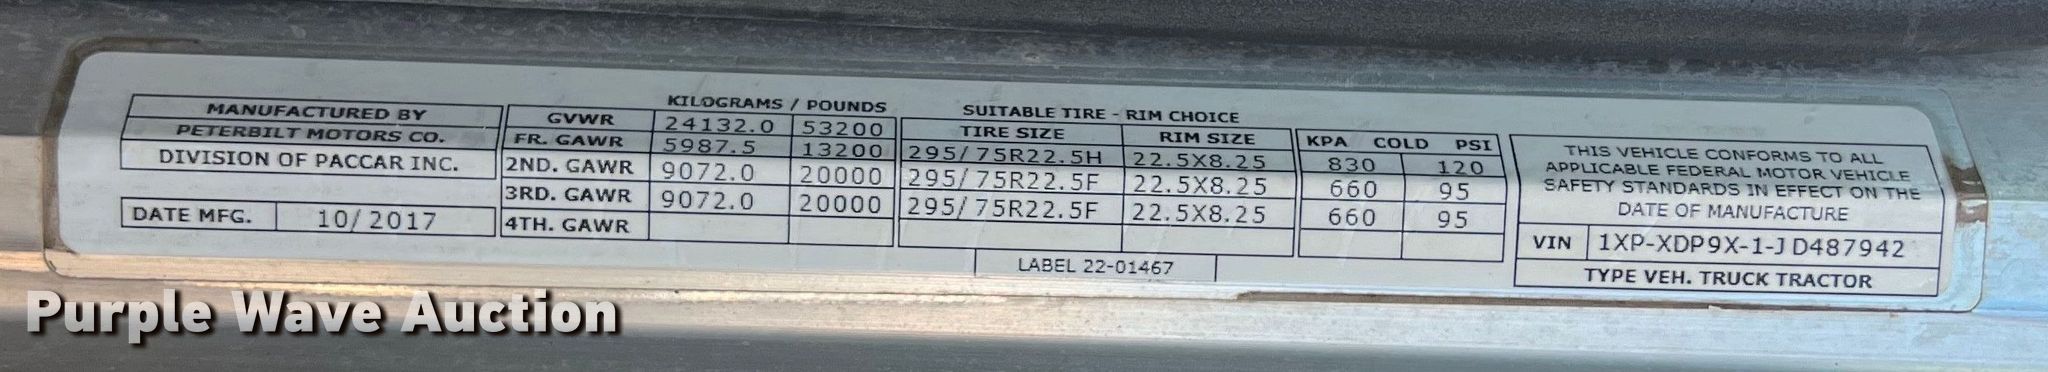 MANUFACTURED BY
PETERBILT MOTORS CO.
DIVISION OF PACCAR INC.
DATE MFG. 10/2017
KILOGRAMS / POUNDS
GVWR 24132.0 53200
FR. GAWR 5987.5 13200
2ND. GAWR 9072.0 20000
3RD. GAWR 9072.0 20000
4TH. GAWR
SUITABLE TIRE - RIM CHOICE
TIRE SIZE RIM SIZE
295/75R22.5H 22.5X8.25
295/75R22.5F 22.5X8.25
295/75R22.5F 22.5X8.25
KPA COLD PSI
830 120
660 95
660 95
LABEL 22-01467
THIS VEHICLE CONFORMS TO ALL
APPLICABLE FEDERAL MOTOR VEHICLE
SAFETY STANDARDS IN EFFECT ON THE
DATE OF MANUFACTURE
VIN 1XP-XDP9X-1-JD487942
TYPE VEH. TRUCK TRACTOR
Purple Wave Auction